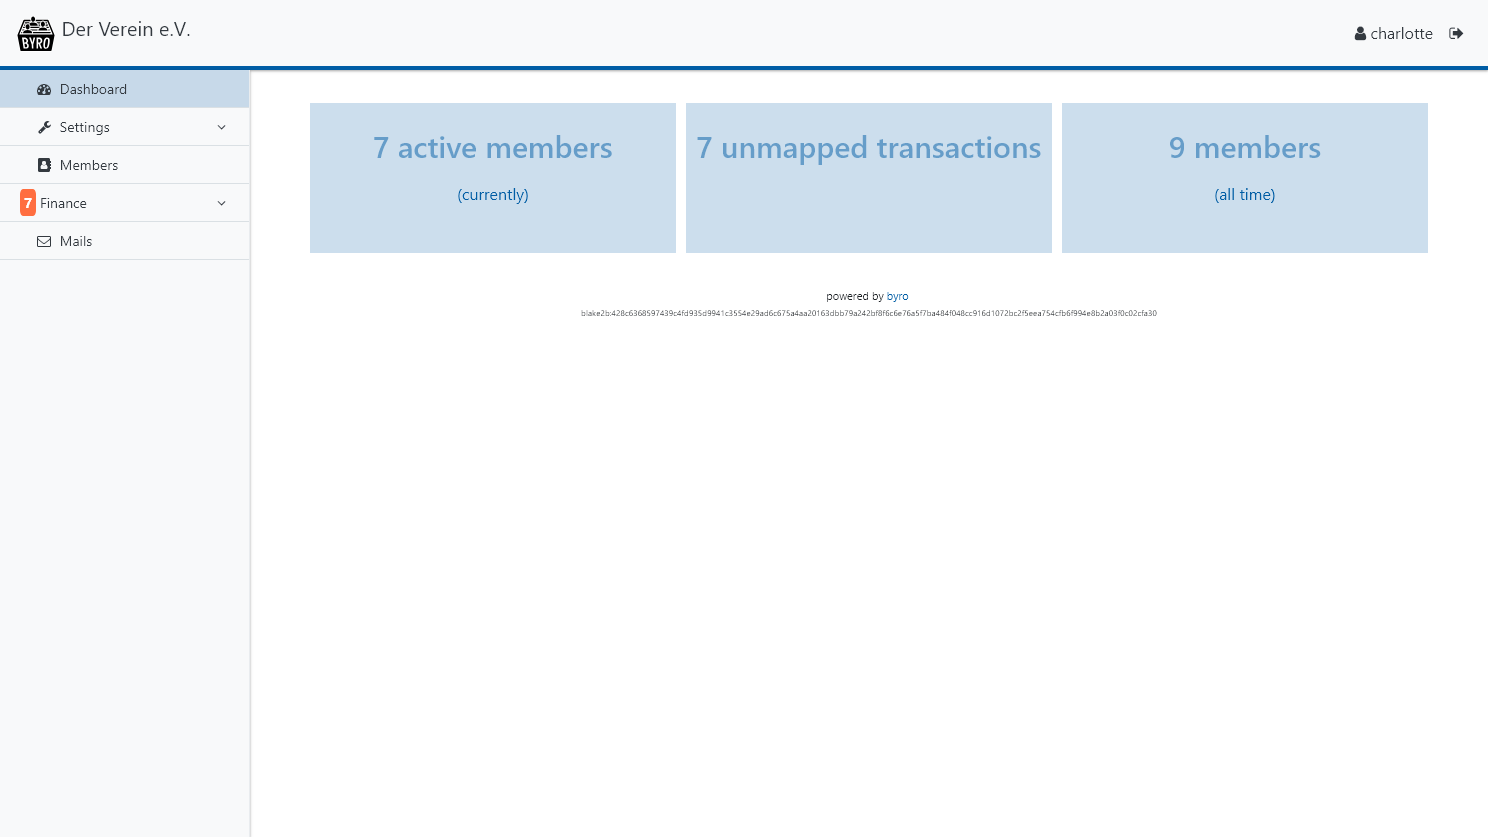 BYRO
Der Verein e.V.
charlotte
Dashboard
Settings
Members
7 Finance
Mails
7 active members
(currently)
7 unmapped transactions
9 members
(all time)
powered by byro
blake2b:428c6368597439c4fd935d9941c3554e29ad6c675a4aa20163dbb79a242bf8f6c6e76a5f7ba484f048cc916d1072bc2f5eea754cfb6f994e8b2a03f0c02cfa30